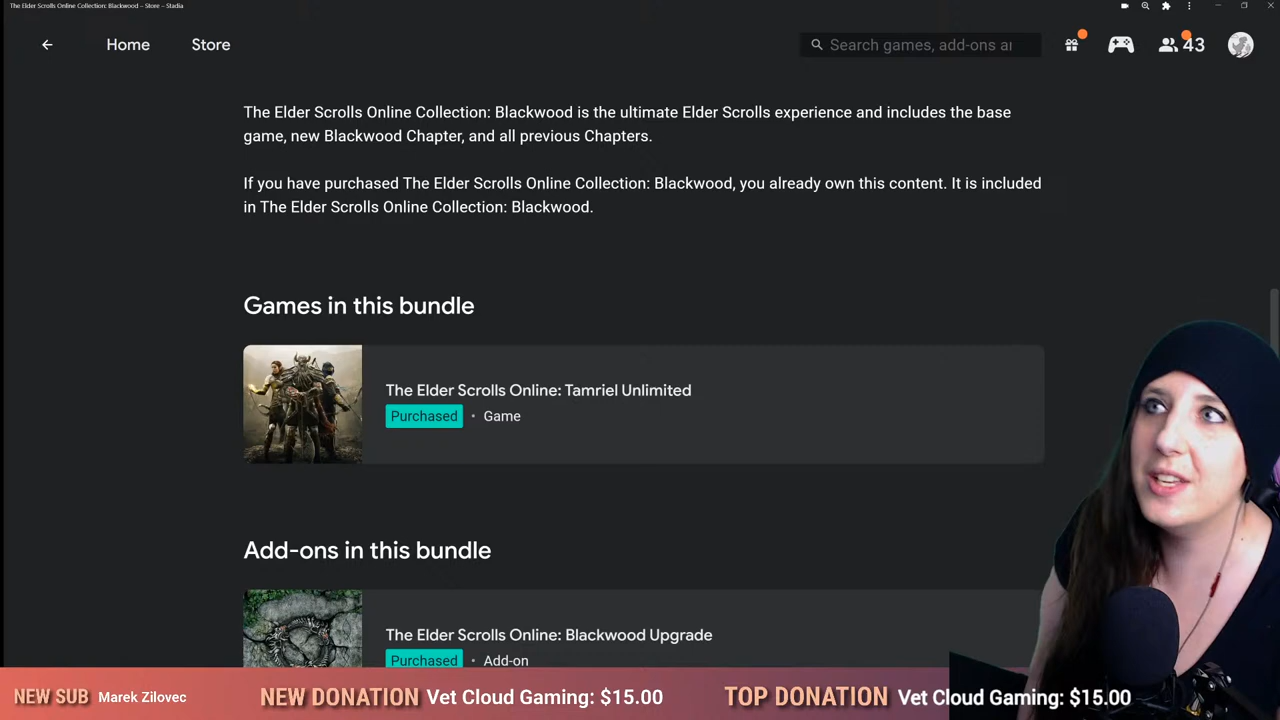 The Elder Scrolls Online Collection: Blackwood – Store – Stadia
Home
Store
Search games, add-ons ar
43
The Elder Scrolls Online Collection: Blackwood is the ultimate Elder Scrolls experience and includes the base
game, new Blackwood Chapter, and all previous Chapters.
If you have purchased The Elder Scrolls Online Collection: Blackwood, you already own this content. It is included
in The Elder Scrolls Online Collection: Blackwood.
Games in this bundle
The Elder Scrolls Online: Tamriel Unlimited
Purchased • Game
Add-ons in this bundle
The Elder Scrolls Online: Blackwood Upgrade
Purchased • Add-on
NEW SUB Marek Zilovec
NEW DONATION Vet Cloud Gaming: $15.00
TOP DONATION Vet Cloud Gaming: $15.00